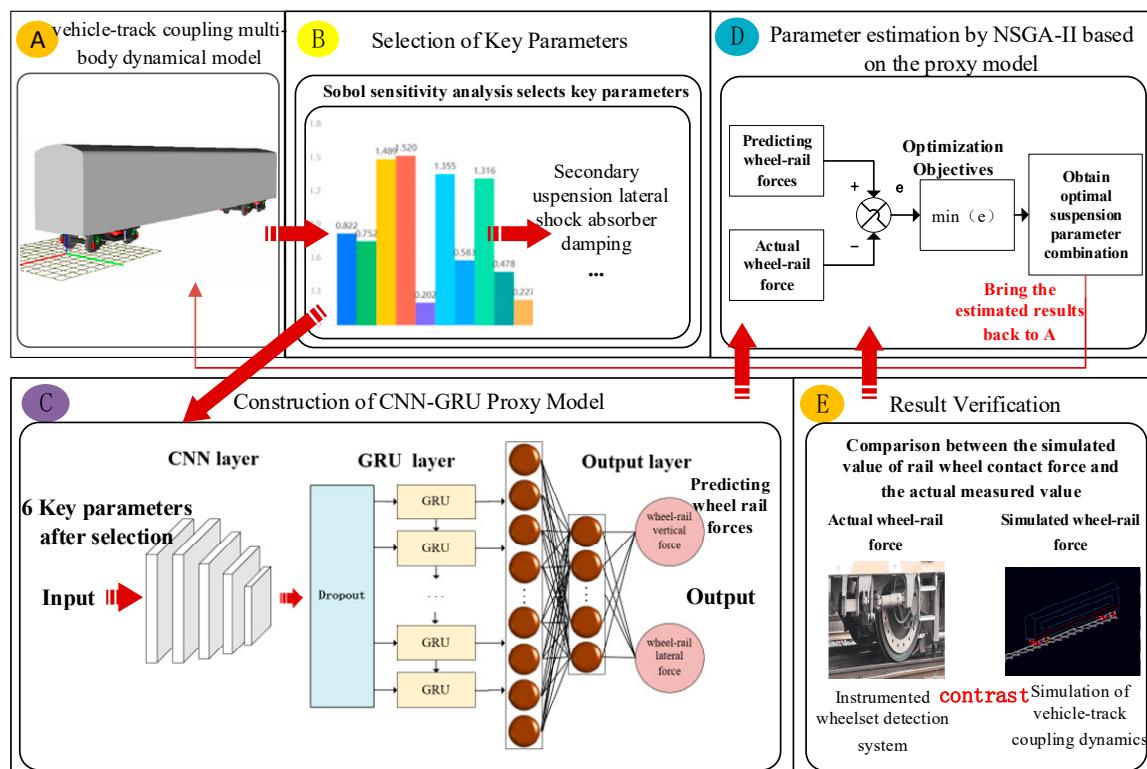 A
vehicle-track coupling multi-
body dynamical model
B
Selection of Key Parameters
Sobol sensitivity analysis selects key parameters
1.8
1.5
1.2
0.9
0.6
0.3
0.822
0.752
1.489
1.520
0.202
1.355
0.583
1.316
0.478
0.227
Secondary
uspension lateral
shock absorber
damping
...
D
Parameter estimation by NSGA-II based
on the proxy model
Predicting
wheel-rail
forces
Actual
wheel-rail
force
+
−
e
Optimization
Objectives
min（e）
Obtain
optimal
suspension
parameter
combination
Bring the
estimated results
back to A
C
Construction of CNN-GRU Proxy Model
CNN layer
GRU layer
Output layer
6 Key parameters
after selection
Input
Dropout
GRU
GRU
...
GRU
GRU
Predicting
wheel rail
forces
wheel-rail
vertical
force
Output
wheel-rail
lateral
force
E
Result Verification
Comparison between the simulated
value of rail wheel contact force and
the actual measured value
Actual wheel-rail
force
Simulated wheel-rail
force
Instrumented
wheelset detection
system
contrast
Simulation of
vehicle-track
coupling dynamics